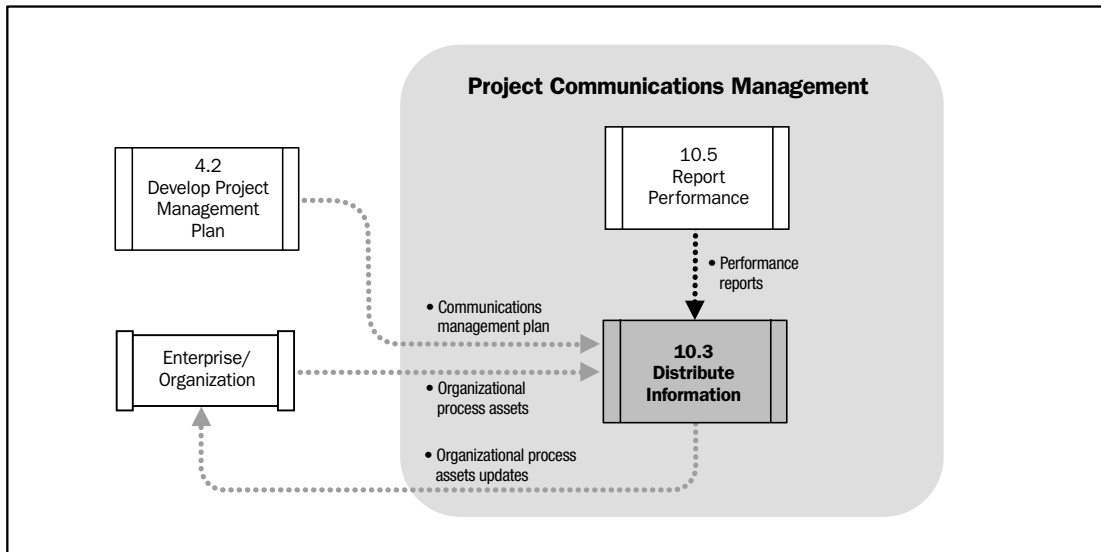 Project Communications Management
4.2
Develop Project
Management
Plan
10.5
Report
Performance
• Performance
reports
• Communications
management plan
10.3
Distribute
Information
Enterprise/
Organization
• Organizational
process assets
• Organizational process
assets updates